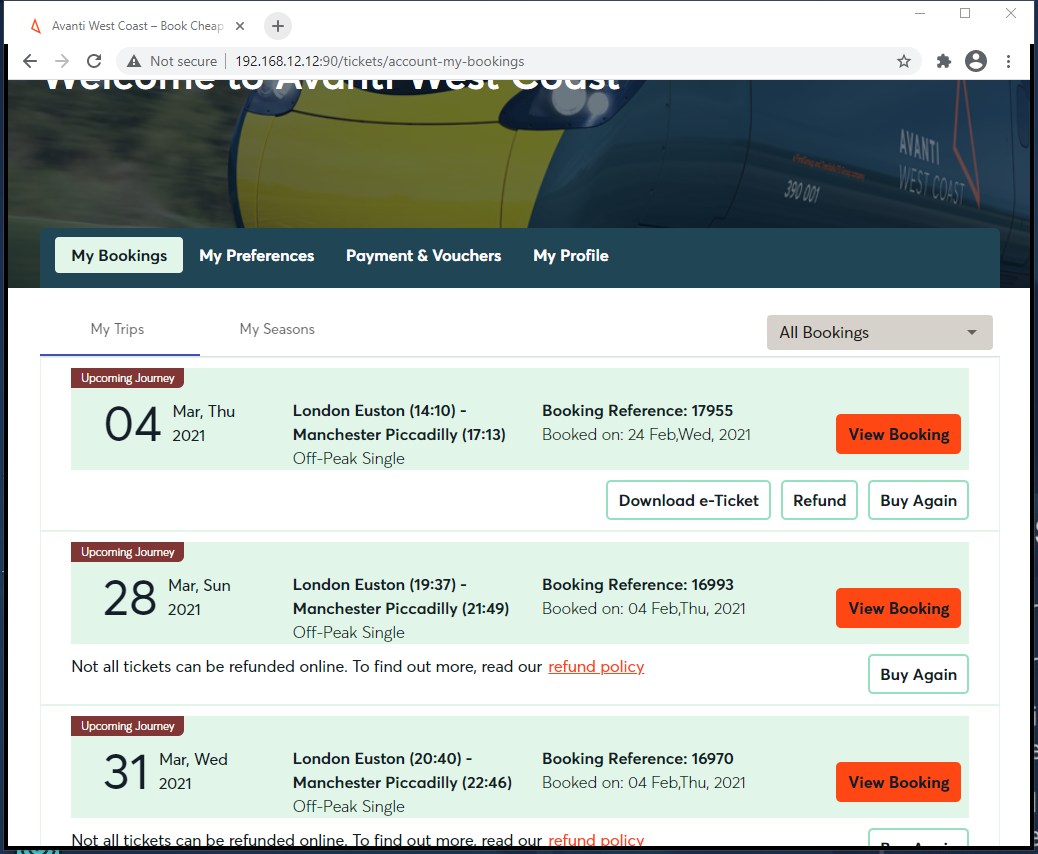 Avanti West Coast – Book Cheap
Not secure
192.168.12.12:90/tickets/account-my-bookings
Welcome to Avanti West Coast
AVANTI
WEST COAST
390 001
My Bookings
My Preferences
Payment & Vouchers
My Profile
My Trips
My Seasons
All Bookings
Upcoming Journey
04
Mar, Thu
2021
London Euston (14:10) -
Manchester Piccadilly (17:13)
Off-Peak Single
Booking Reference: 17955
Booked on: 24 Feb,Wed, 2021
View Booking
Download e-Ticket
Refund
Buy Again
Upcoming Journey
28
Mar, Sun
2021
London Euston (19:37) -
Manchester Piccadilly (21:49)
Off-Peak Single
Booking Reference: 16993
Booked on: 04 Feb,Thu, 2021
View Booking
Not all tickets can be refunded online. To find out more, read our refund policy
Buy Again
Upcoming Journey
31
Mar, Wed
2021
London Euston (20:40) -
Manchester Piccadilly (22:46)
Off-Peak Single
Booking Reference: 16970
Booked on: 04 Feb,Thu, 2021
View Booking
Not all tickets can be refunded online. To find out more, read our refund policy
Buy Again